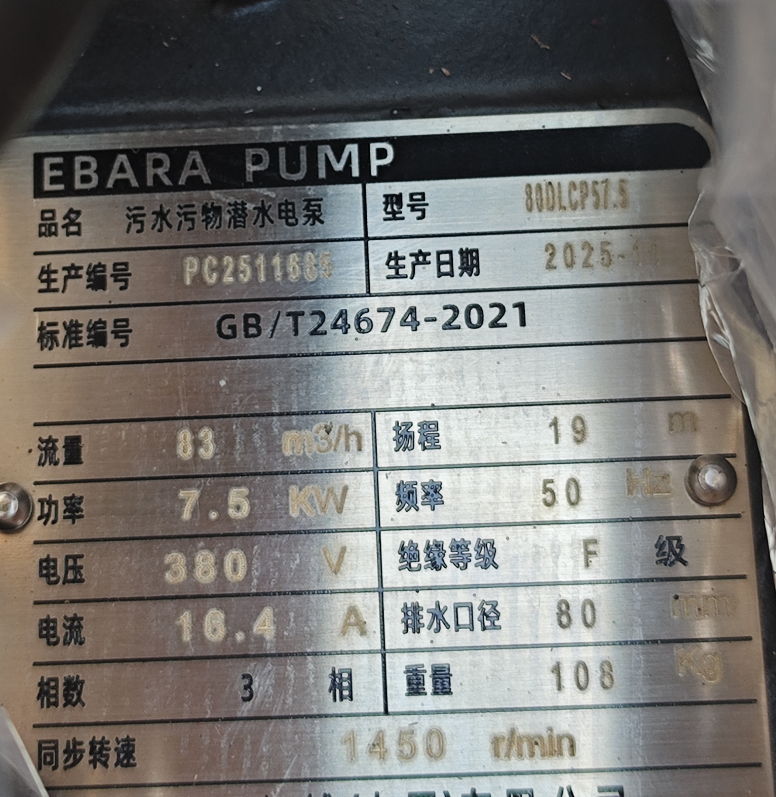 EBARA PUMP
品名 污水污物潜水电泵 型号 80DLCP57.5
生产编号 生产日期
标准编号 GB/T24674-2021
流量 83 m3/h 扬程 19 m
功率 7.5 KW 频率 50 Hz
电压 380 V 绝缘等级 F 级
电流 16.4 A 排水口径 80 mm
相数 3 相 重量 108 Kg
同步转速 1450 r/min